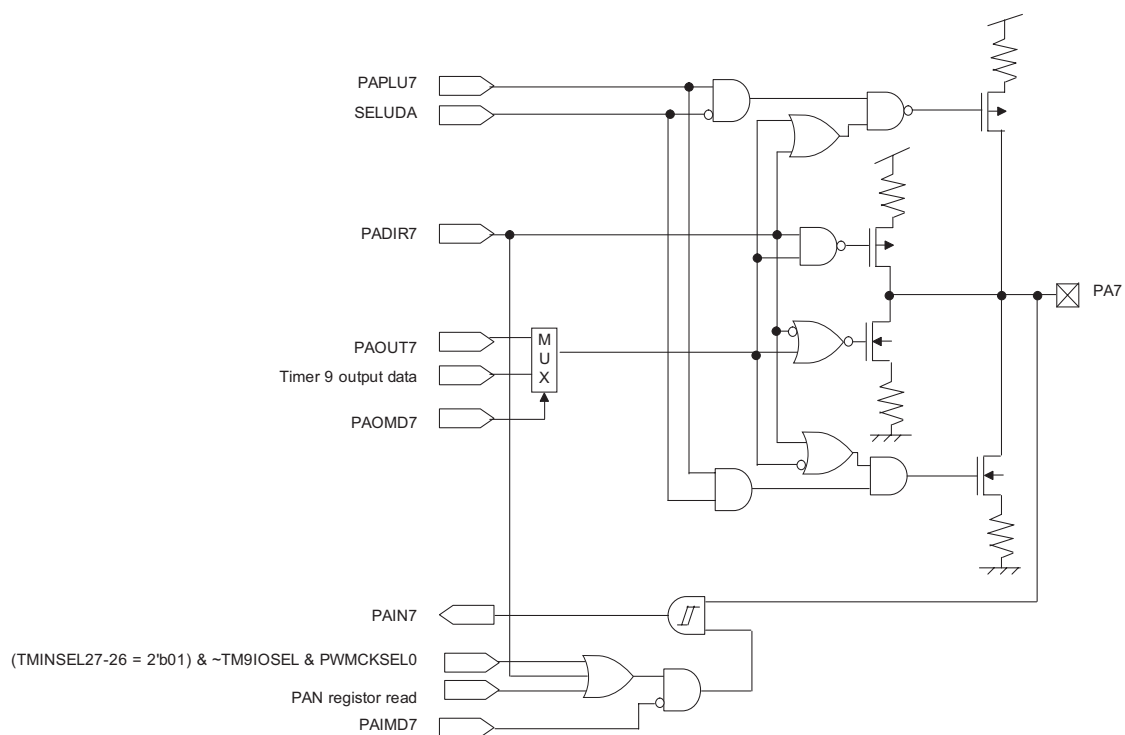 PAPLU7
SELUDA
PADIR7
PA7
PAOUT7
M
U
X
Timer 9 output data
PAOMD7
PAIN7
(TMINSEL27-26 = 2'b01) & ~TM9IOSEL & PWMCKSEL0
PAN registor read
PAIMD7